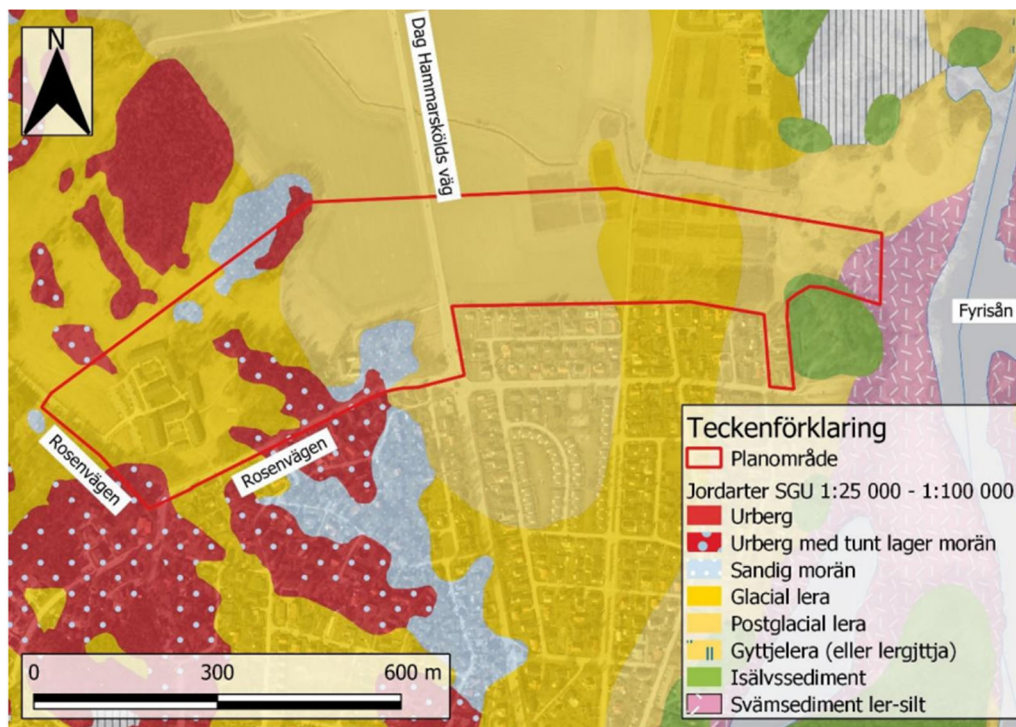 N
Dag Hammarskölds väg
Fyrisån
Rosenvägen
Rosenvägen
Teckenförklaring
Planområde
Jordarter SGU 1:25 000 - 1:100 000
Urberg
Urberg med tunt lager morän
Sandig morän
Glacial lera
Postglacial lera
Gyttjelera (eller lergjttja)
Isälvssediment
Svämsediment ler-silt
0 300 600 m